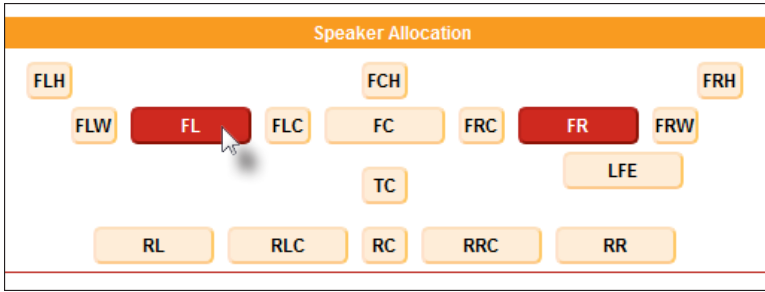 Speaker Allocation
FLH FCH FRH
FLW FL FLC FC FRC FR FRW
LFE
TC
RL RLC RC RRC RR